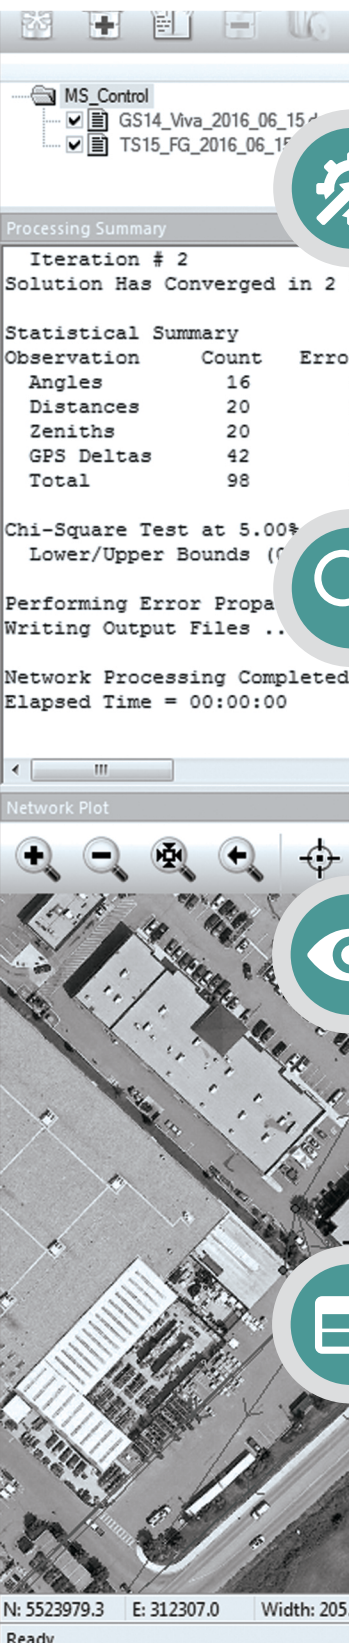 MS_Control
GS14_Viva_2016_06_15.d
TS15_FG_2016_06_15
Processing Summary
Iteration # 2
Solution Has Converged in 2
Statistical Summary
Observation Count Erro
Angles 16
Distances 20
Zeniths 20
GPS Deltas 42
Total 98
Chi-Square Test at 5.00%
Lower/Upper Bounds (
Performing Error Propa
Writing Output Files ..
Network Processing Completed
Elapsed Time = 00:00:00
Network Plot
N: 5523979.3 E: 312307.0 Width: 205.
Ready